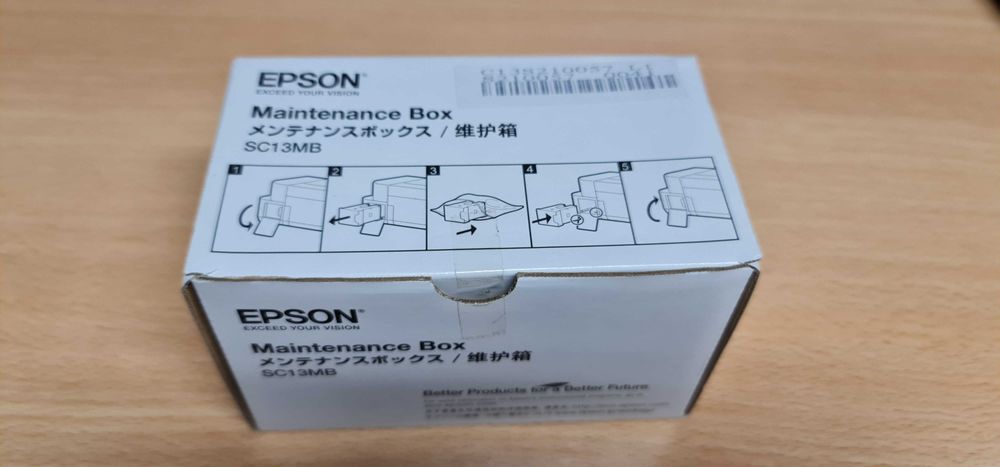 EPSON
EXCEED YOUR VISION
C13S210057
Maintenance Box
メンテナンスボックス / 维护箱
SC13MB
1 2 3 4 5
EPSON
EXCEED YOUR VISION
Maintenance Box
メンテナンスボックス / 维护箱
SC13MB
Better Products for a Better Future